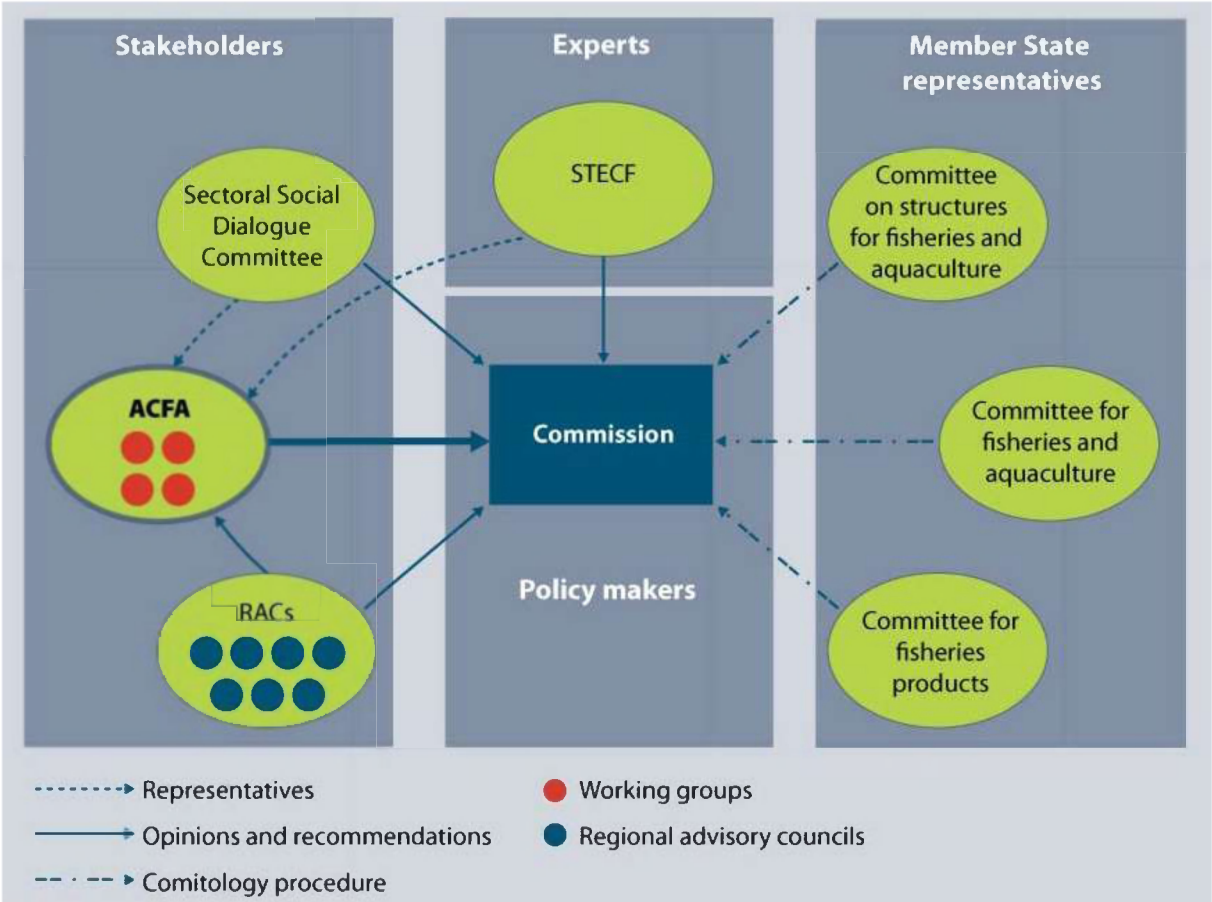 Stakeholders
Sectoral Social
Dialogue
Committee
ACFA
RACs
Experts
STECF
Commission
Policy makers
Member State
representatives
Committee
on structures
for fisheries and
aquaculture
Committee for
fisheries and
aquaculture
Committee for
fisheries
products
Representatives
Opinions and recommendations
Comitology procedure
Working groups
Regional advisory councils